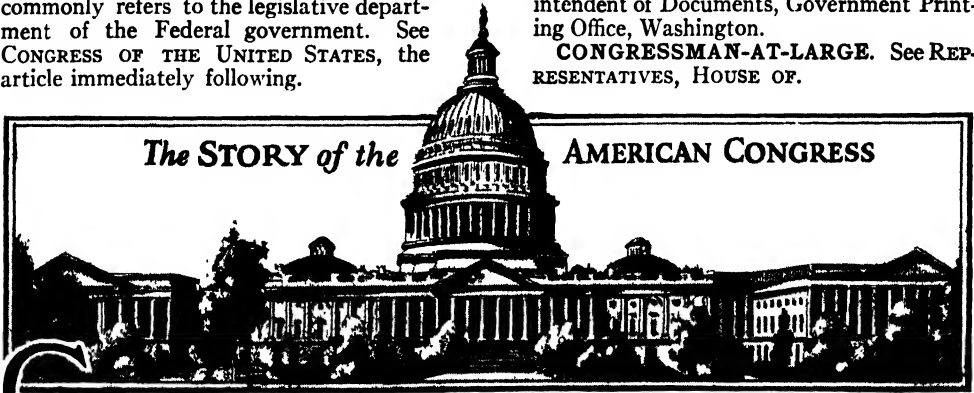 commonly refers to the legislative depart-
ment of the Federal government. See
CONGRESS OF THE UNITED STATES, the
article immediately following.
intendent of Documents, Government Print-
ing Office, Washington.
CONGRESSMAN-AT-LARGE. See REP-
RESENTATIVES, HOUSE OF.
The STORY of the AMERICAN CONGRESS
C